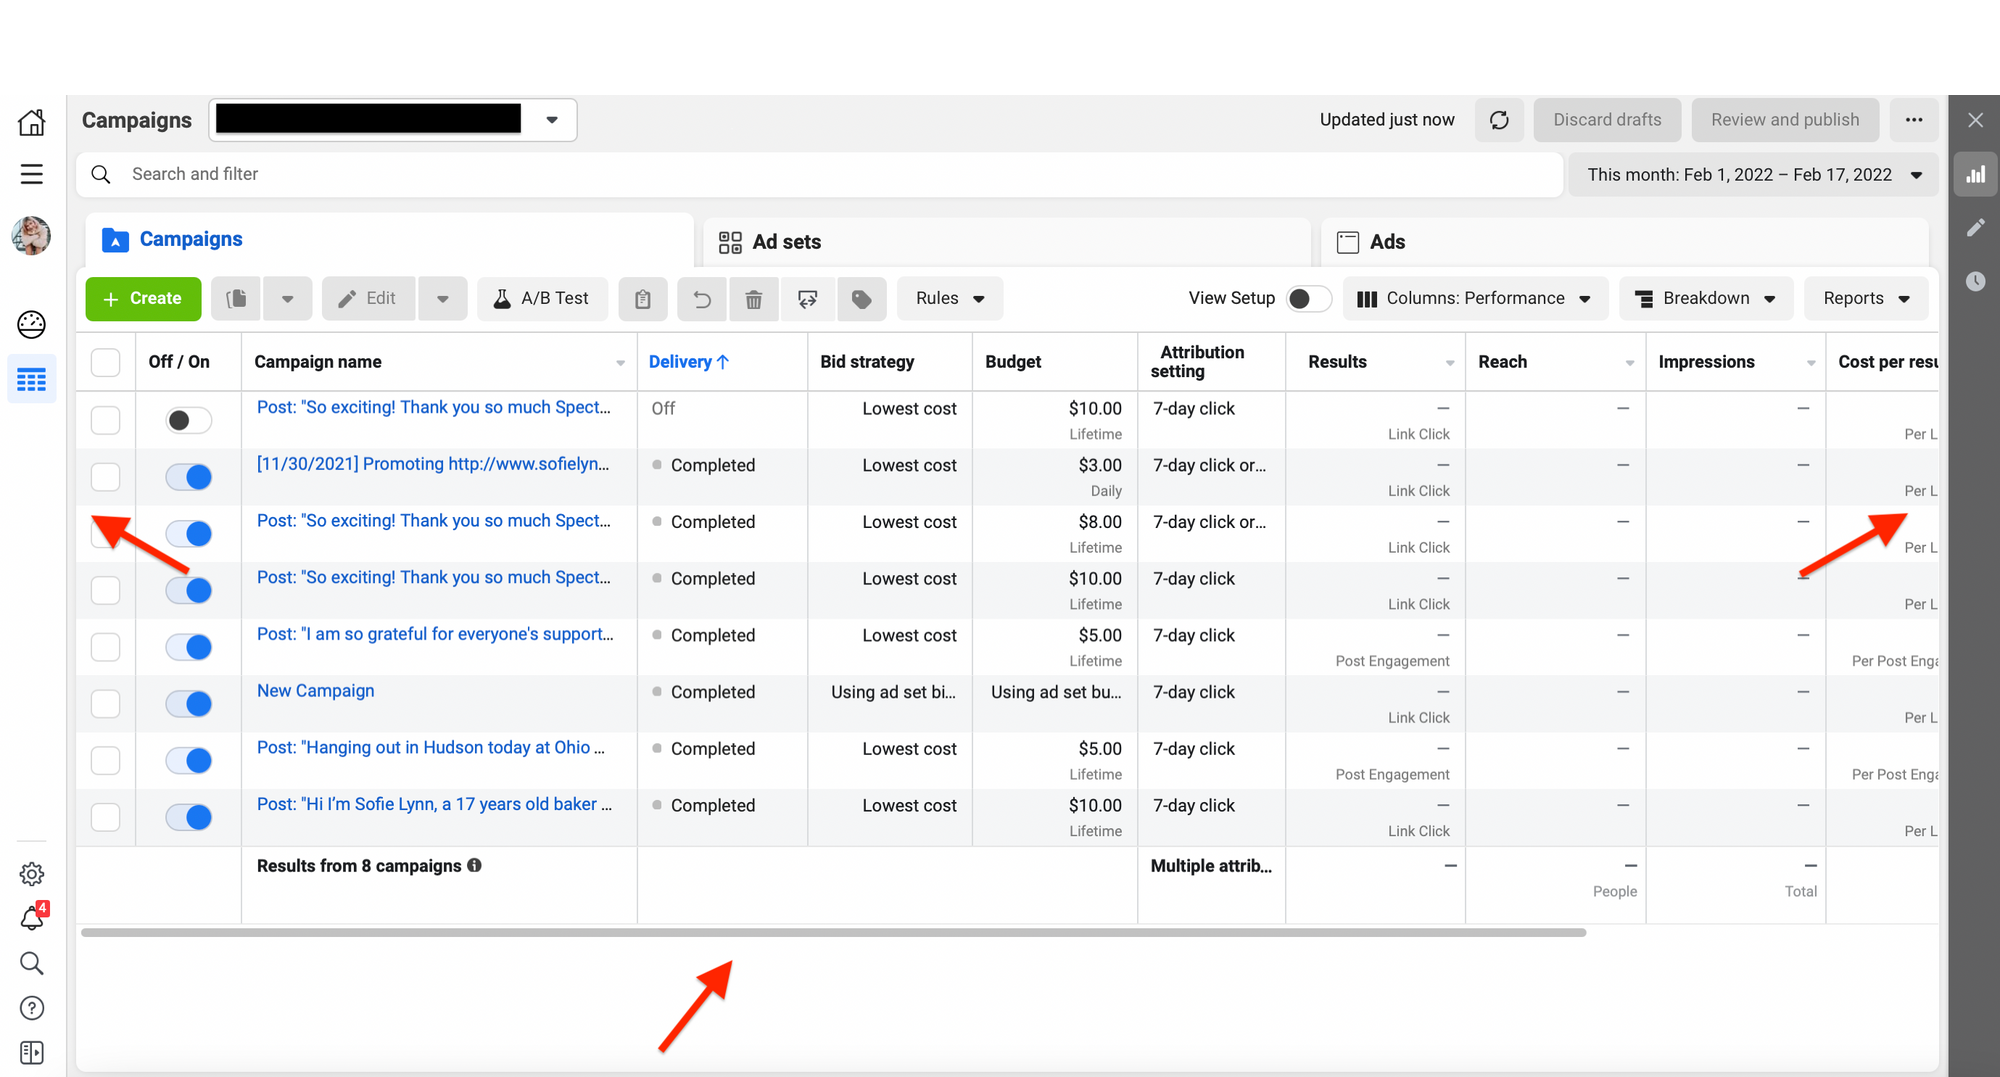 Campaigns
Updated just now
Discard drafts
Review and publish
Search and filter
This month: Feb 1, 2022 – Feb 17, 2022
Campaigns
Ad sets
Ads
+ Create
Edit
A/B Test
Rules
View Setup
Columns: Performance
Breakdown
Reports
Off / On
Campaign name
Delivery ↑
Bid strategy
Budget
Attribution
setting
Results
Reach
Impressions
Cost per resu
Post: "So exciting! Thank you so much Spect... Off Lowest cost $10.00 7-day click — — —
Lifetime Link Click Per L
[11/30/2021] Promoting http://www.sofielyn... Completed Lowest cost $3.00 7-day click or... — — —
Daily Link Click Per L
Post: "So exciting! Thank you so much Spect... Completed Lowest cost $8.00 7-day click or... — — —
Lifetime Link Click Per L
Post: "So exciting! Thank you so much Spect... Completed Lowest cost $10.00 7-day click — — —
Lifetime Link Click Per L
Post: "I am so grateful for everyone's support... Completed Lowest cost $5.00 7-day click — — —
Lifetime Post Engagement Per Post Enga
New Campaign Completed Using ad set bi... Using ad set bu... 7-day click — — —
Link Click Per L
Post: "Hanging out in Hudson today at Ohio ... Completed Lowest cost $5.00 7-day click — — —
Lifetime Post Engagement Per Post Enga
Post: "Hi I'm Sofie Lynn, a 17 years old baker ... Completed Lowest cost $10.00 7-day click — — —
Lifetime Link Click Per L
Results from 8 campaigns Multiple attrib... — — —
People Total
4